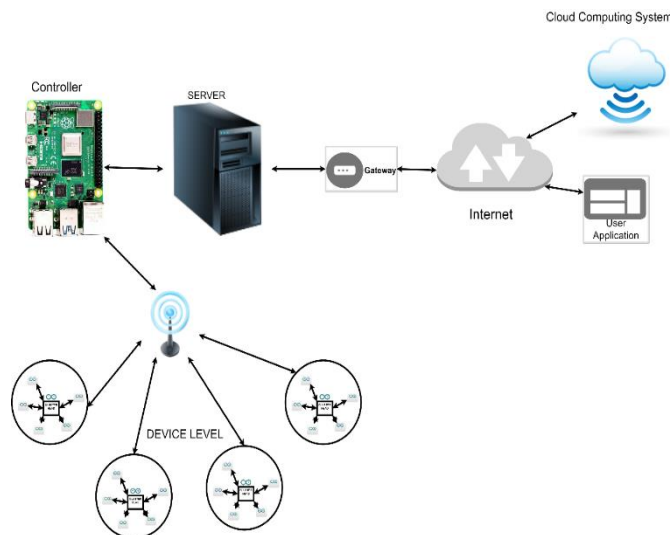 Cloud Computing System
Controller
SERVER
Gateway
Internet
User
Application
DEVICE LEVEL